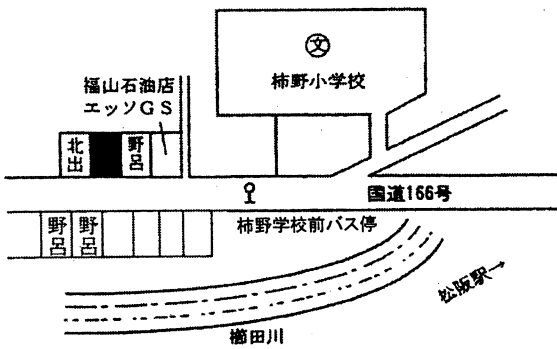 文
柿野小学校
福山石油店
エッソGS
北出
野呂
国道166号
柿野学校前バス停
野呂
野呂
松阪駅→
櫛田川